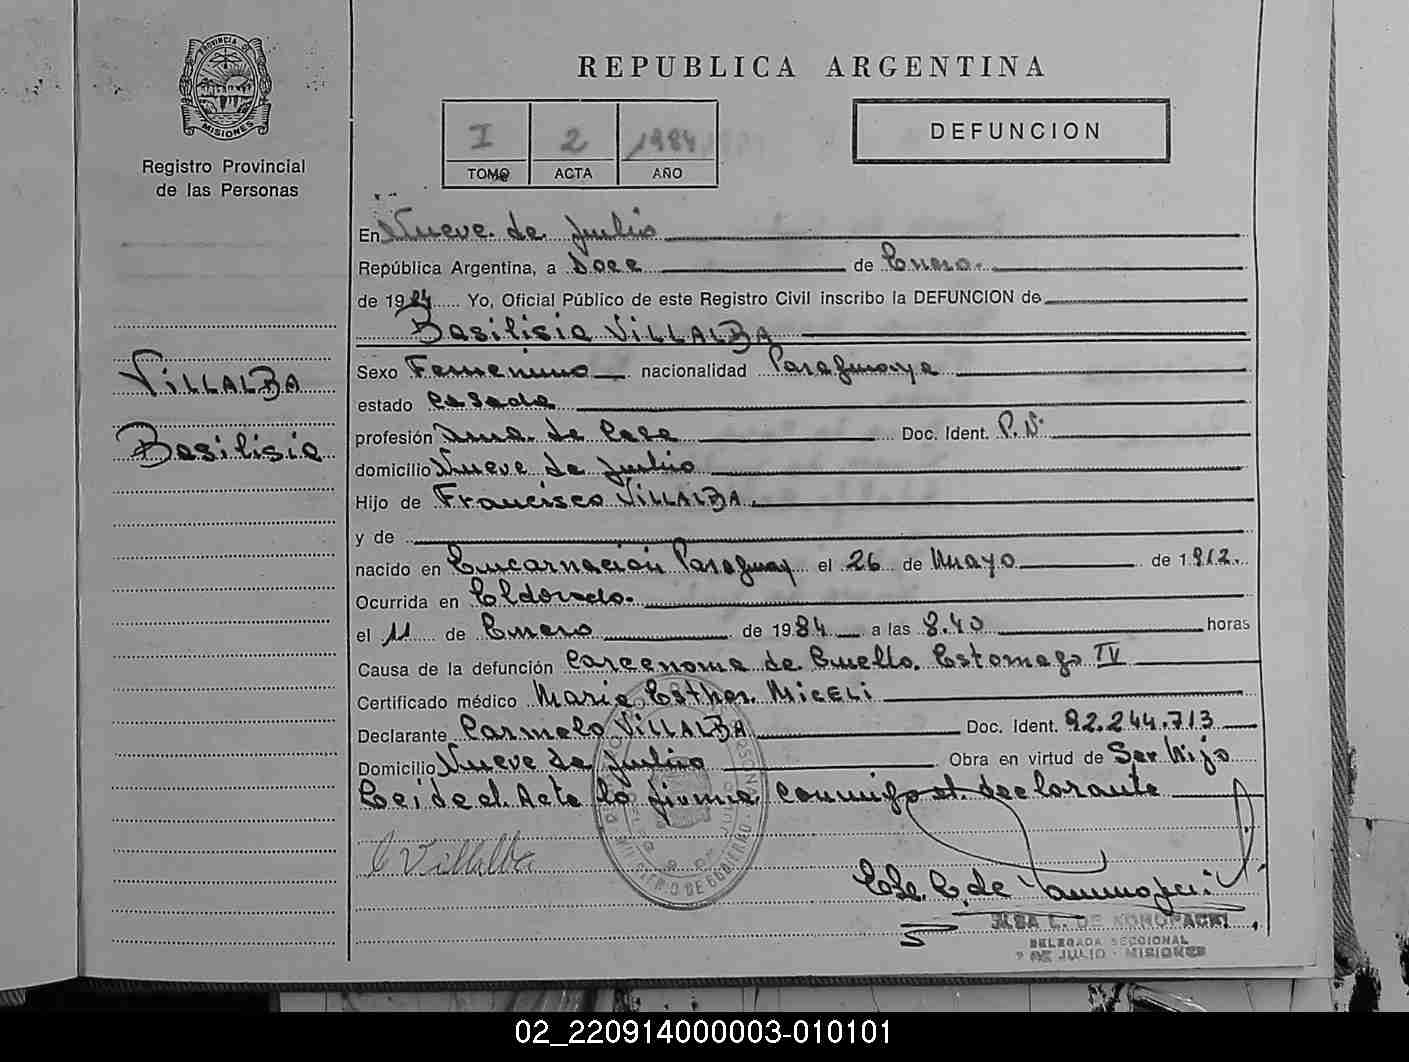 PROVINCIA DE
MISIONES
Registro Provincial
de las Personas
VILLALBA
Basilisia
REPUBLICA ARGENTINA
I 2 1984
TOMO ACTA AÑO
DEFUNCION
En Nueve de Julio
República Argentina, a Doce de Enero.
de 1984 Yo, Oficial Público de este Registro Civil inscribo la DEFUNCION de
Basilisia VILLALBA
Sexo Femenino nacionalidad Paraguaya
estado Casada
profesión Ama de Casa Doc. Ident. P.N.
domicilio Nueve de Julio
Hijo de Francisco VILLALBA.
y de
nacido en Encarnación Paraguay el 26 de Mayo de 1912.
Ocurrida en Eldorado.
el 11 de Enero de 1984 a las 8.40 horas
Causa de la defunción Carcenoma de Cuello. Estomago IV
Certificado médico Maria Esther MiCELi
Declarante Carmelo VILLALBA Doc. Ident. 92.244.713
Domicilio Nueve de Julio Obra en virtud de Ser Hijo
Leida el Acta la firma conmigo el declarante
C Villalba
ELBA L. DE KONOPACKI
DELEGADA SECCIONAL
9 DE JULIO - MISIONES
02_220914000003-010101